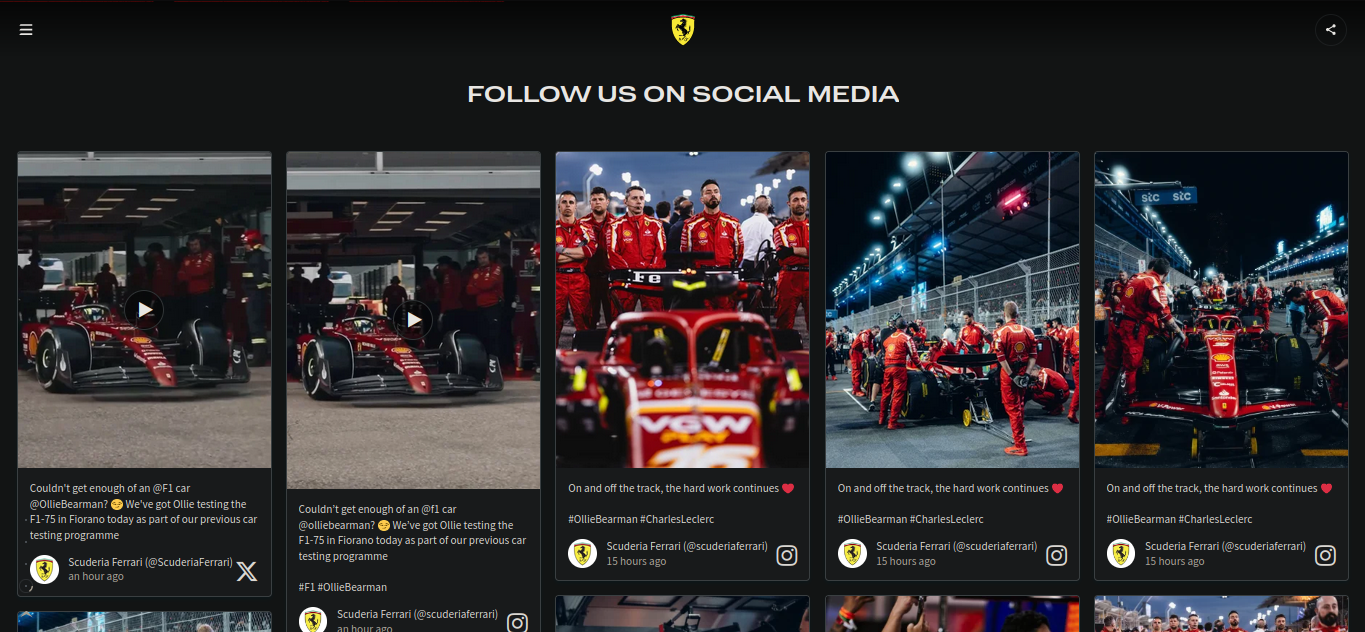 FOLLOW US ON SOCIAL MEDIA
Couldn't get enough of an @F1 car
@OllieBearman? 😏 We've got Ollie testing the
F1-75 in Fiorano today as part of our previous car
testing programme
Scuderia Ferrari (@ScuderiaFerrari)
an hour ago
Couldn't get enough of an @f1 car
@olliebearman? 😏 We've got Ollie testing the
F1-75 in Fiorano today as part of our previous car
testing programme
#F1 #OllieBearman
Scuderia Ferrari (@scuderiaferrari)
an hour ago
Fe
VGW
PLAY
On and off the track, the hard work continues ❤️
#OllieBearman #CharlesLeclerc
Scuderia Ferrari (@scuderiaferrari)
15 hours ago
On and off the track, the hard work continues ❤️
#OllieBearman #CharlesLeclerc
Scuderia Ferrari (@scuderiaferrari)
15 hours ago
stc stc
On and off the track, the hard work continues ❤️
#OllieBearman #CharlesLeclerc
Scuderia Ferrari (@scuderiaferrari)
15 hours ago